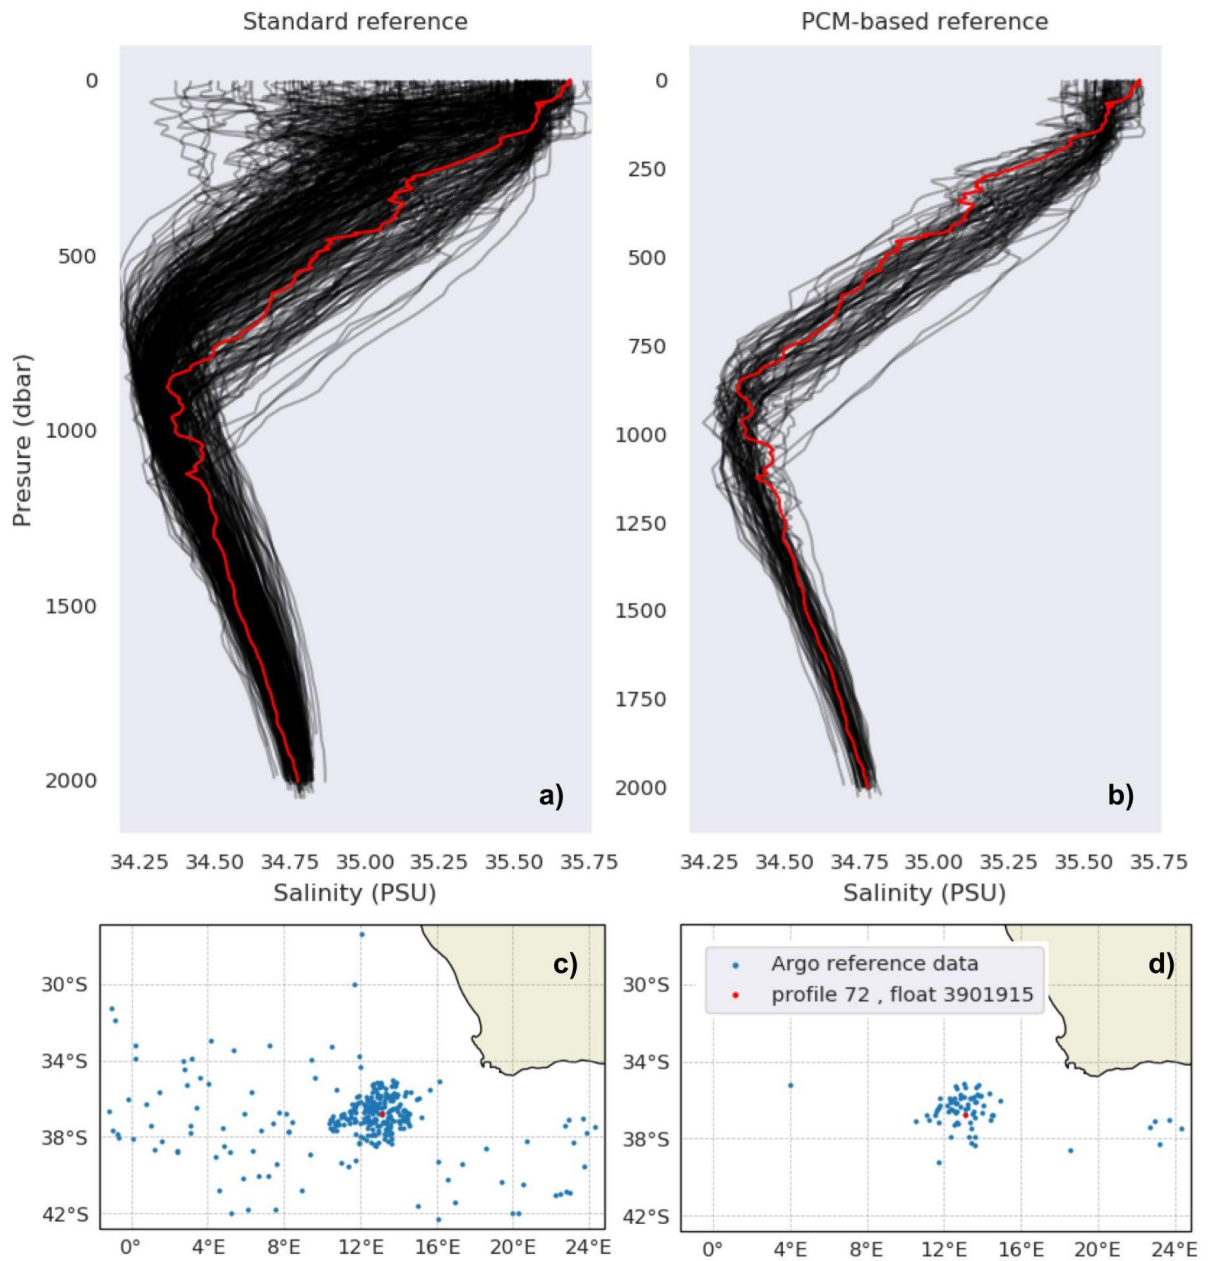 Standard reference
PCM-based reference
0
500
1000
1500
2000
Presure (dbar)
a)
34.25 34.50 34.75 35.00 35.25 35.50 35.75
Salinity (PSU)
0
250
500
750
1000
1250
1500
1750
2000
b)
34.25 34.50 34.75 35.00 35.25 35.50 35.75
Salinity (PSU)
c)
30°S
34°S
38°S
42°S
0° 4°E 8°E 12°E 16°E 20°E 24°E
Argo reference data
profile 72 , float 3901915
d)
30°S
34°S
38°S
42°S
0° 4°E 8°E 12°E 16°E 20°E 24°E